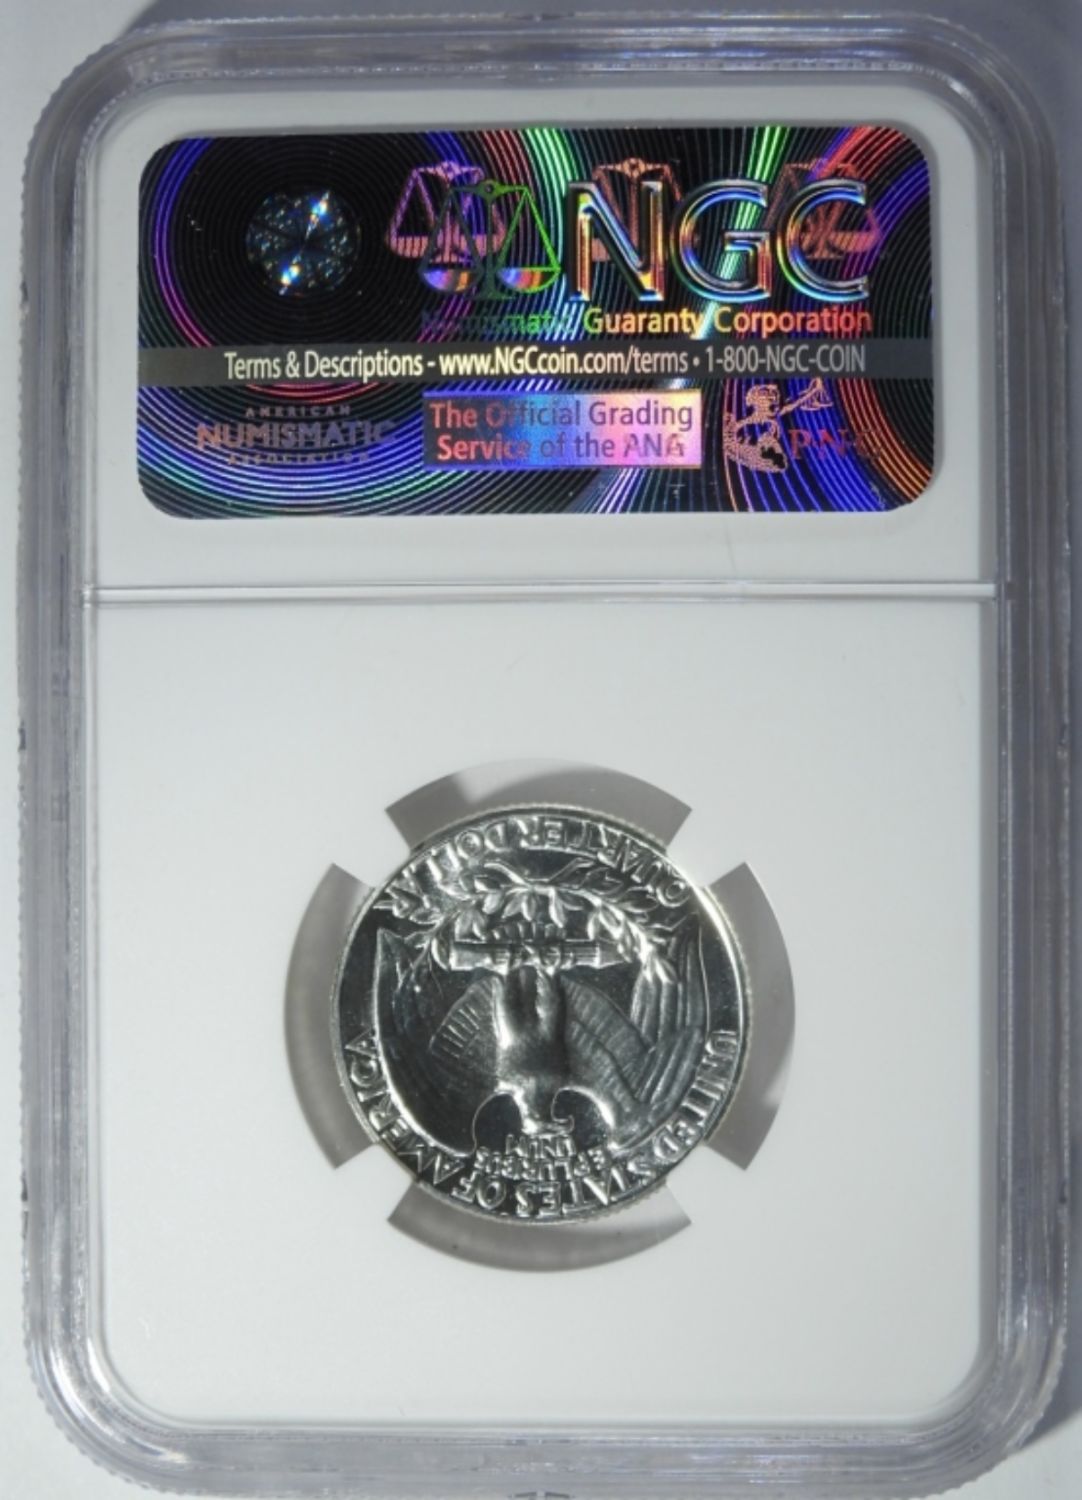 NGC
Numismatic Guaranty Corporation
Terms & Descriptions - www.NGCcoin.com/terms • 1-800-NGC-COIN
AMERICAN
NUMISMATIC
ASSOCIATION
The Official Grading
Service of the ANA
PNG
QUARTER DOLLAR
UNITED STATES OF AMERICA
E PLURIBUS
UNUM